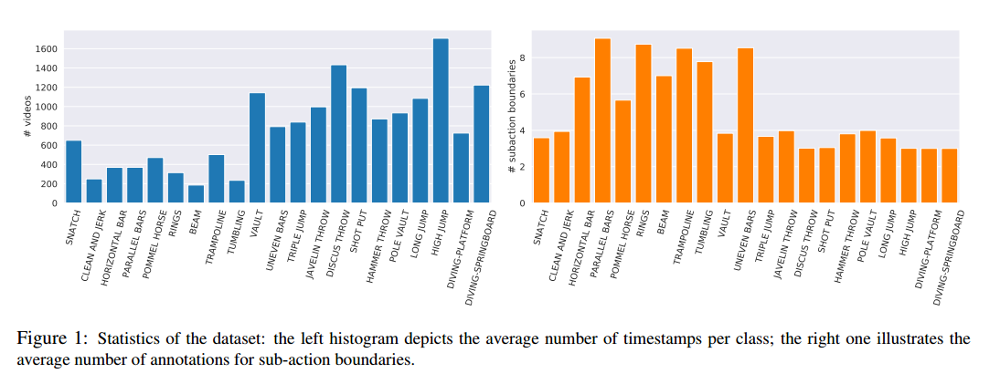 # videos
1600
1400
1200
1000
800
600
400
200
0
SNATCH
CLEAN AND JERK
HORIZONTAL BAR
PARALLEL BARS
POMMEL HORSE
RINGS
BEAM
TRAMPOLINE
TUMBLING
VAULT
UNEVEN BARS
TRIPLE JUMP
JAVELIN THROW
DISCUS THROW
SHOT PUT
HAMMER THROW
POLE VAULT
LONG JUMP
HIGH JUMP
DIVING-PLATFORM
DIVING-SPRINGBOARD
# subaction boundaries
8
6
4
2
0
SNATCH
CLEAN AND JERK
HORIZONTAL BAR
PARALLEL BARS
POMMEL HORSE
RINGS
BEAM
TRAMPOLINE
TUMBLING
VAULT
UNEVEN BARS
TRIPLE JUMP
JAVELIN THROW
DISCUS THROW
SHOT PUT
HAMMER THROW
POLE VAULT
LONG JUMP
HIGH JUMP
DIVING-PLATFORM
DIVING-SPRINGBOARD
Figure 1: Statistics of the dataset: the left histogram depicts the average number of timestamps per class; the right one illustrates the
average number of annotations for sub-action boundaries.